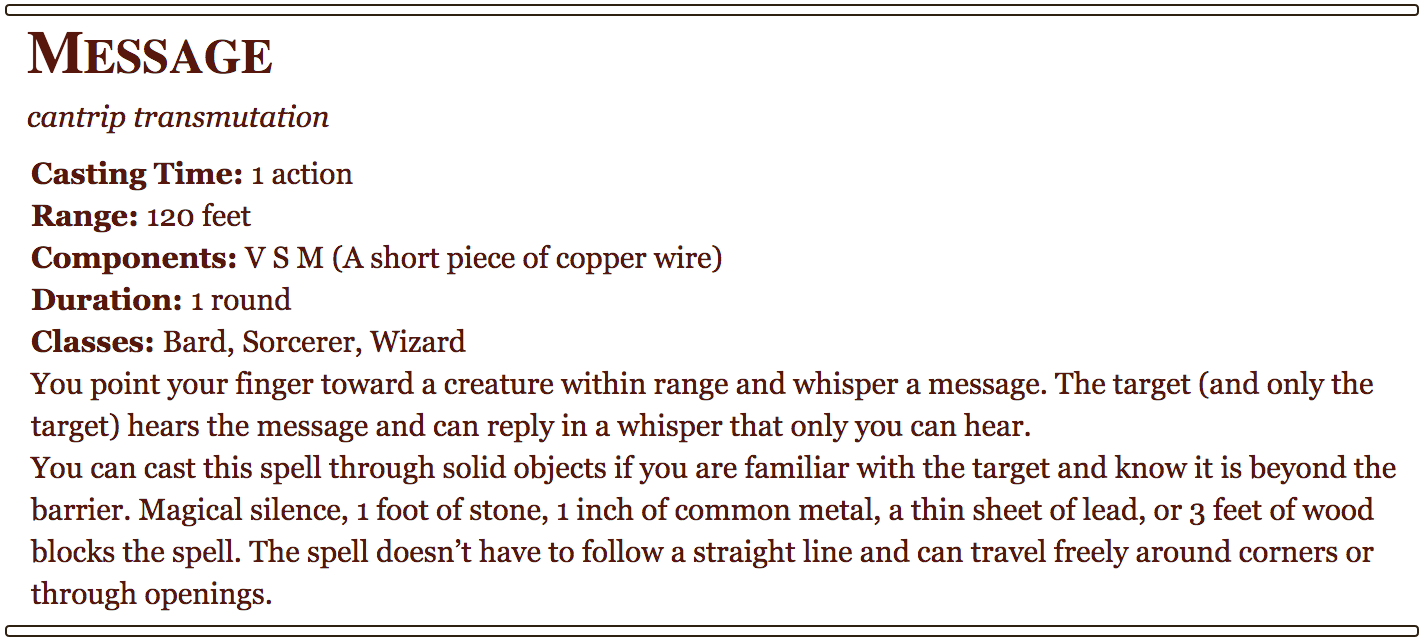 MESSAGE
cantrip transmutation
Casting Time: 1 action
Range: 120 feet
Components: V S M (A short piece of copper wire)
Duration: 1 round
Classes: Bard, Sorcerer, Wizard
You point your finger toward a creature within range and whisper a message. The target (and only the
target) hears the message and can reply in a whisper that only you can hear.
You can cast this spell through solid objects if you are familiar with the target and know it is beyond the
barrier. Magical silence, 1 foot of stone, 1 inch of common metal, a thin sheet of lead, or 3 feet of wood
blocks the spell. The spell doesn’t have to follow a straight line and can travel freely around corners or
through openings.